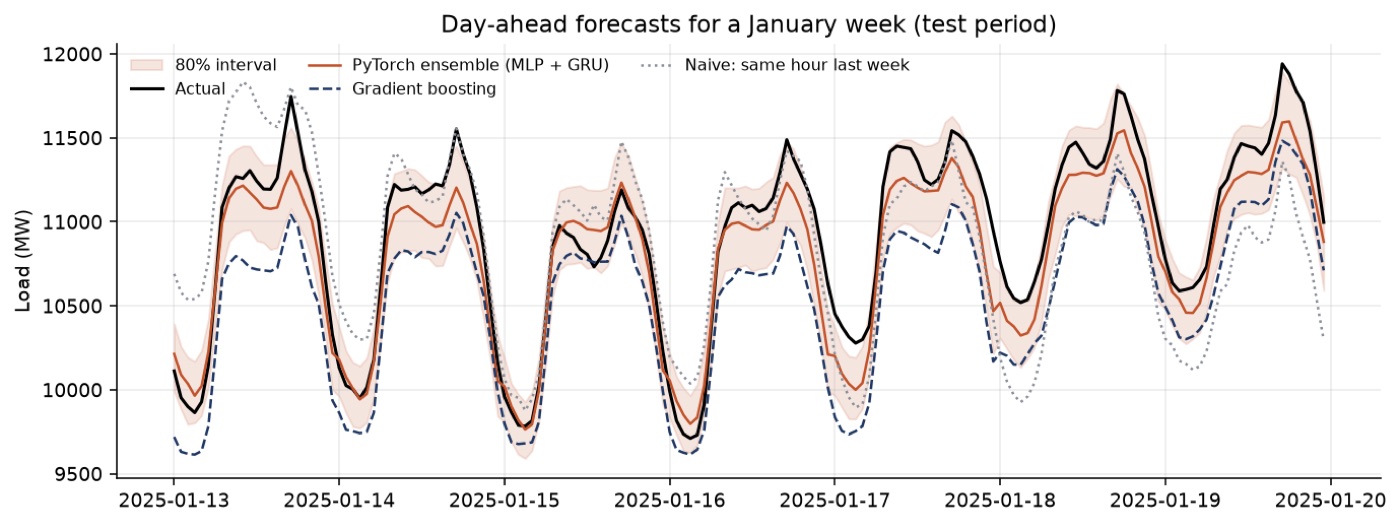 Day-ahead forecasts for a January week (test period)
80% interval
Actual
PyTorch ensemble (MLP + GRU)
Gradient boosting
Naive: same hour last week
Load (MW)
12000
11500
11000
10500
10000
9500
2025-01-13
2025-01-14
2025-01-15
2025-01-16
2025-01-17
2025-01-18
2025-01-19
2025-01-20